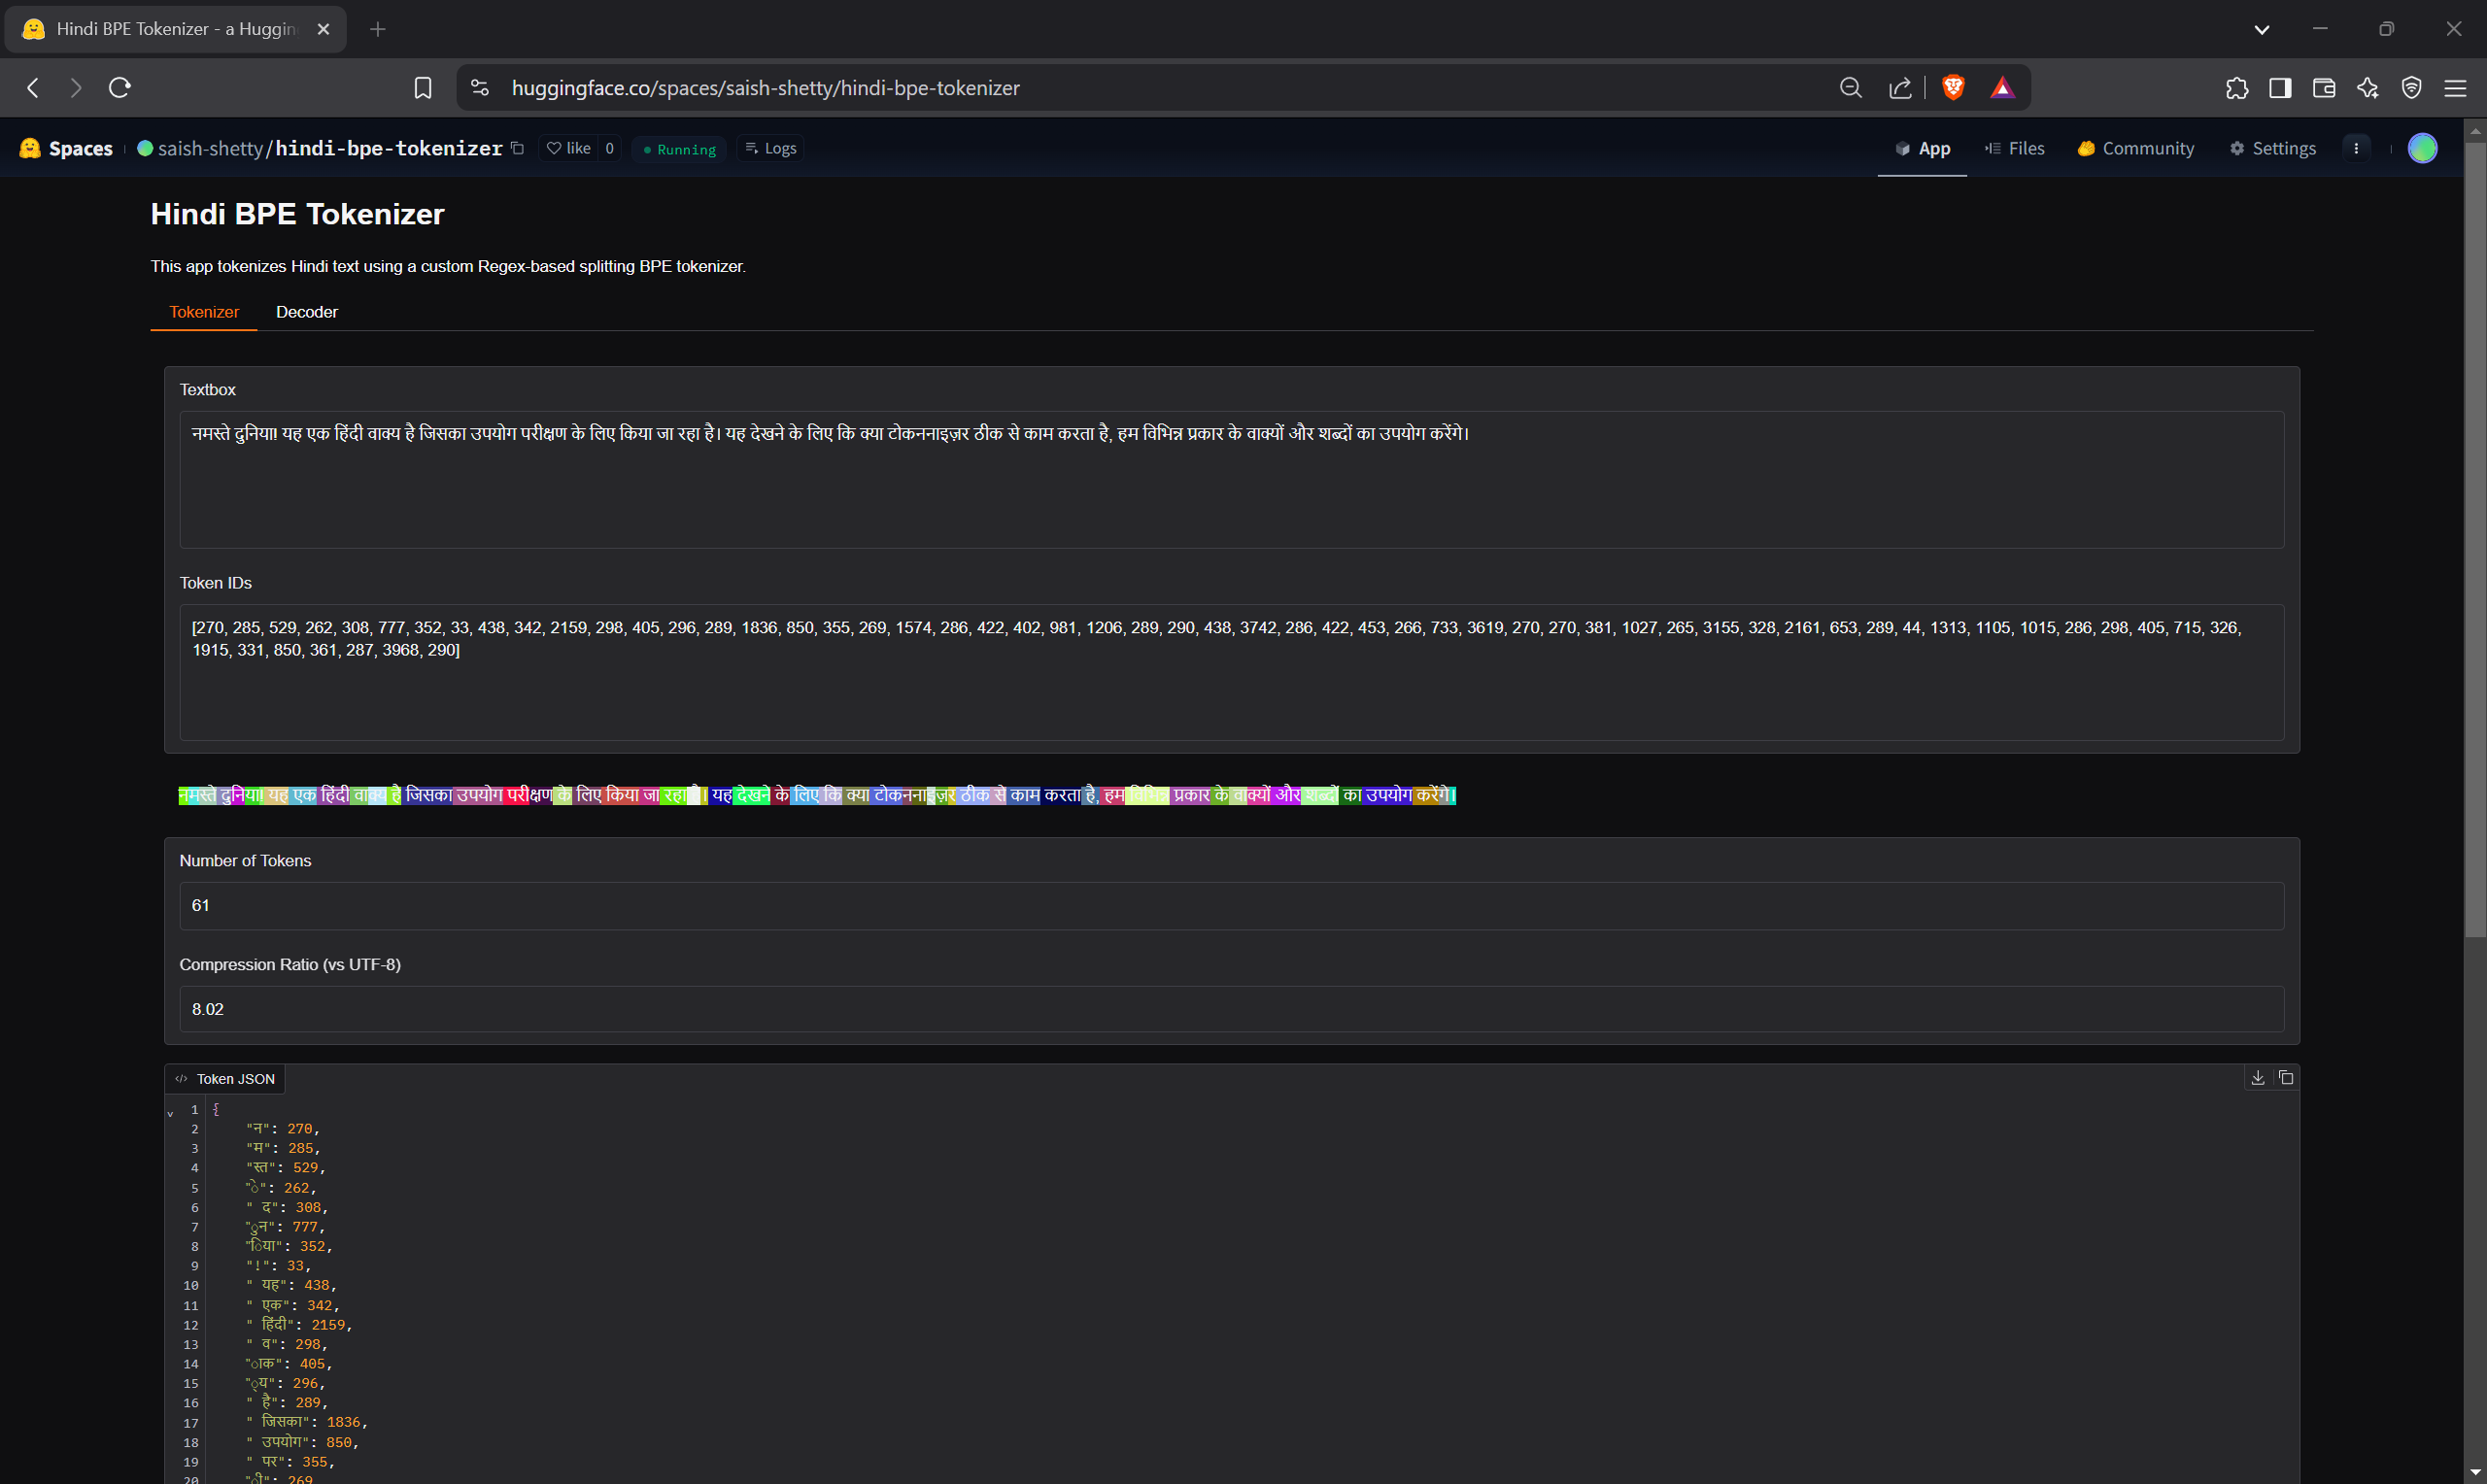 Hindi BPE Tokenizer - a Huggin
huggingface.co/spaces/saish-shetty/hindi-bpe-tokenizer
Spaces saish-shetty/hindi-bpe-tokenizer like 0 Running Logs App Files Community Settings
Hindi BPE Tokenizer
This app tokenizes Hindi text using a custom Regex-based splitting BPE tokenizer.
Tokenizer Decoder
Textbox
नमस्ते दुनिया! यह एक हिंदी वाक्य है जिसका उपयोग परीक्षण के लिए किया जा रहा है। यह देखने के लिए कि क्या टोकननाइज़र ठीक से काम करता है, हम विभिन्न प्रकार के वाक्यों और शब्दों का उपयोग करेंगे।
Token IDs
[270, 285, 529, 262, 308, 777, 352, 33, 438, 342, 2159, 298, 405, 296, 289, 1836, 850, 355, 269, 1574, 286, 422, 402, 981, 1206, 289, 290, 438, 3742, 286, 422, 453, 266, 733, 3619, 270, 270, 381, 1027, 265, 3155, 328, 2161, 653, 289, 44, 1313, 1105, 1015, 286, 298, 405, 715, 326,
1915, 331, 850, 361, 287, 3968, 290]
नमस्ते दुनिया! यह एक हिंदी वाक्य है जिसका उपयोग परीक्षण के लिए किया जा रहा है। यह देखने के लिए कि क्या टोकननाइज़र ठीक से काम करता है, हम विभिन्न प्रकार के वाक्यों और शब्दों का उपयोग करेंगे।
Number of Tokens
61
Compression Ratio (vs UTF-8)
8.02
Token JSON
1 {
2 "न": 270,
3 "म": 285,
4 "स्त": 529,
5 "े": 262,
6 " द": 308,
7 "ुन": 777,
8 "िया": 352,
9 "!": 33,
10 " यह": 438,
11 " एक": 342,
12 " हिंदी": 2159,
13 " व": 298,
14 "ाक": 405,
15 "्य": 296,
16 " है": 289,
17 " जिसका": 1836,
18 " उपयोग": 850,
19 " पर": 355,
20 "ी": 269